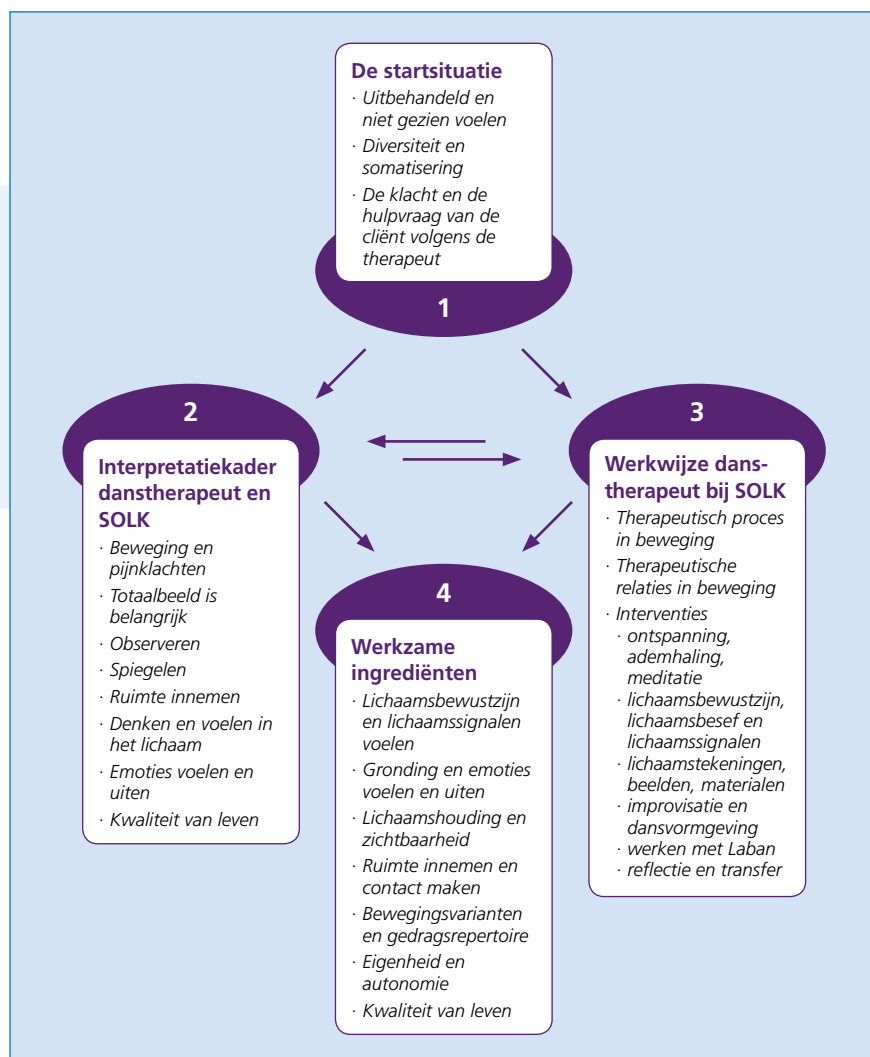 De startsituatie
· Uitbehandeld en
niet gezien voelen
· Diversiteit en
somatisering
· De klacht en de
hulpvraag van de
cliënt volgens de
therapeut
1
2
Interpretatiekader
danstherapeut en
SOLK
· Beweging en
pijnklachten
· Totaalbeeld is
belangrijk
· Observeren
· Spiegelen
· Ruimte innemen
· Denken en voelen in
het lichaam
· Emoties voelen en
uiten
· Kwaliteit van leven
3
Werkwijze dans-
therapeut bij SOLK
· Therapeutisch proces
in beweging
· Therapeutische
relaties in beweging
· Interventies
· ontspanning,
ademhaling,
meditatie
· lichaamsbewustzijn,
lichaamsbesef en
lichaamssignalen
· lichaamstekeningen,
beelden, materialen
· improvisatie en
dansvormgeving
· werken met Laban
· reflectie en transfer
4
Werkzame
ingrediënten
· Lichaamsbewustzijn
en lichaamssignalen
voelen
· Gronding en emoties
voelen en uiten
· Lichaamshouding en
zichtbaarheid
· Ruimte innemen en
contact maken
· Bewegingsvarianten
en gedragsrepertoire
· Eigenheid en
autonomie
· Kwaliteit van leven